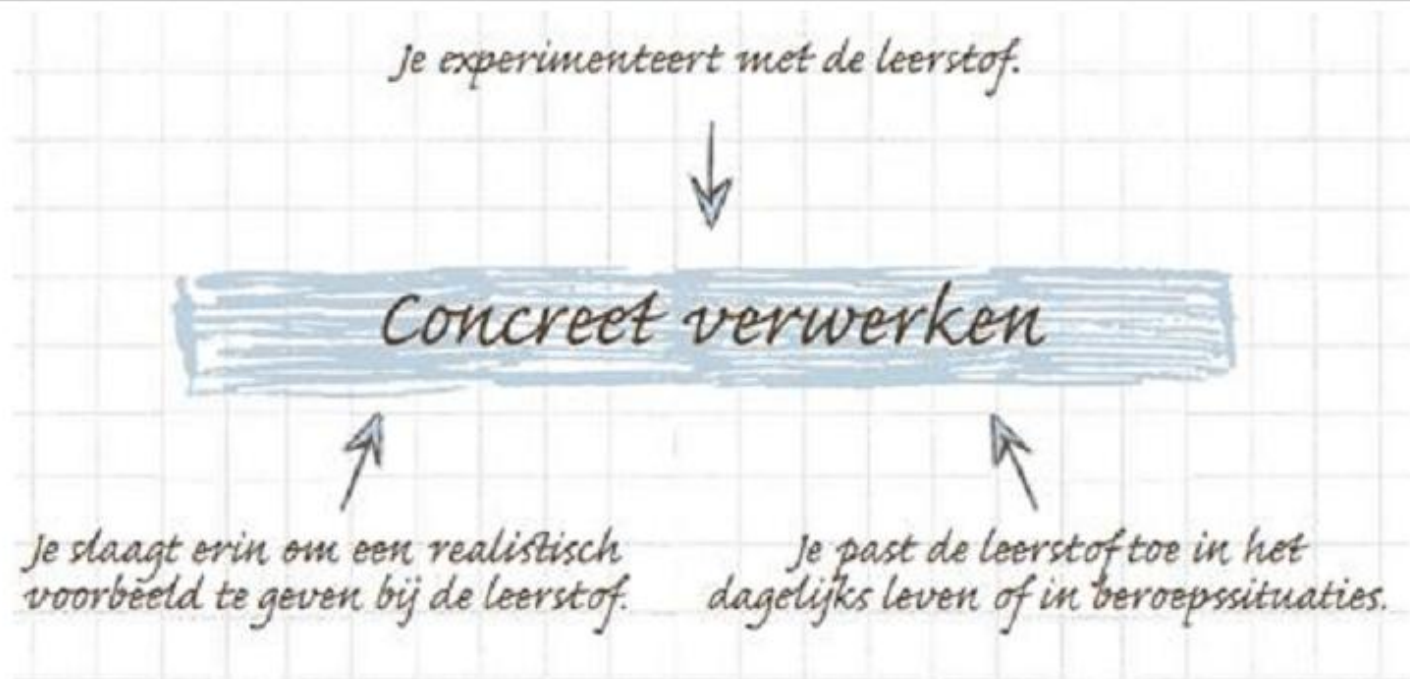 Je experimenteert met de leerstof.
Concreet verwerken
Je slaagt erin om een realistisch
voorbeeld te geven bij de leerstof.
Je past de leerstof toe in het
dagelijks leven of in beroepssituaties.